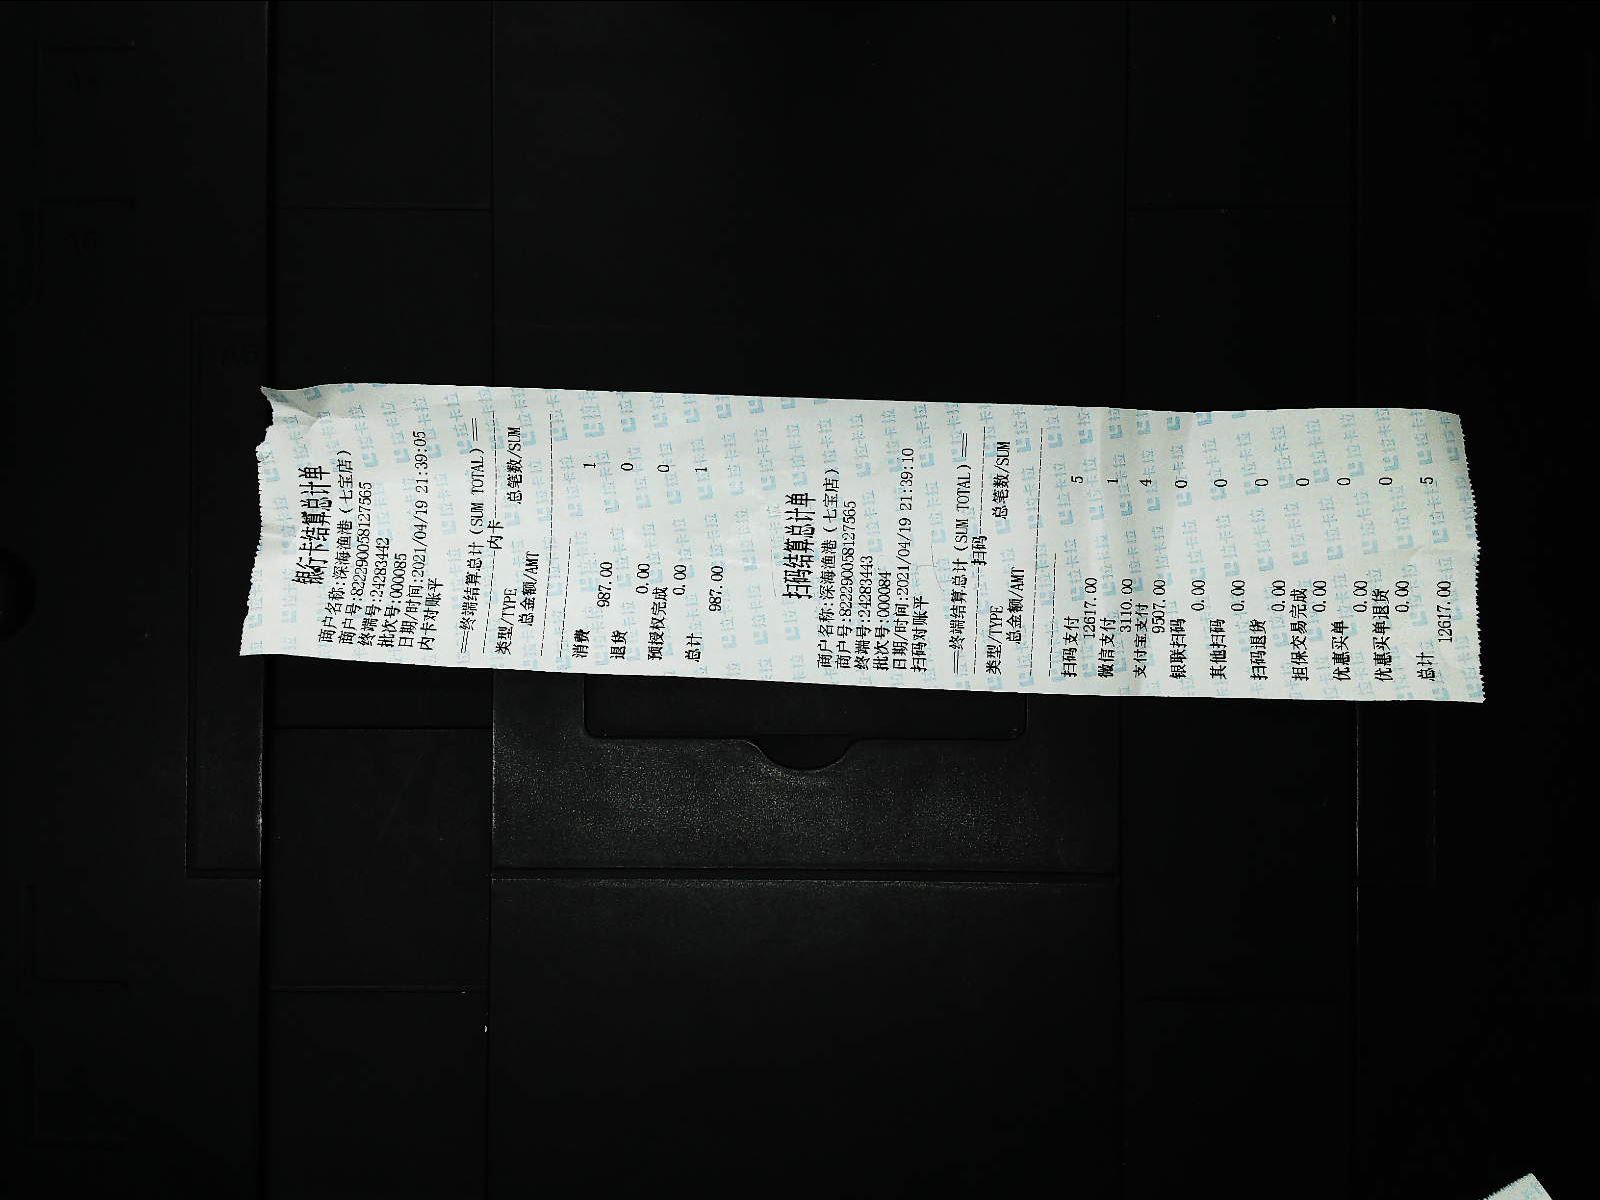 银行卡结算总计单
商户名称:深海渔港(七宝店)
商户号:822290058127565
终端号:24283442
批次号:000085
日期/时间:2021/04/19 21:39:05
内卡对账平
===终端结算总计(SUM TOTAL)===
内卡
类型/TYPE 总笔数/SUM
总金额/AMT
消费 1
987.00
退货 0
0.00
预授权完成 0
0.00
总计 1
987.00
扫码结算总计单
商户名称:深海渔港(七宝店)
商户号:822290058127565
终端号:24283443
批次号:000084
日期/时间:2021/04/19 21:39:10
扫码对账平
===终端结算总计(SUM TOTAL)===
扫码
类型/TYPE 总笔数/SUM
总金额/AMT
扫码支付 5
12617.00
微信支付 1
3110.00
支付宝支付 4
9507.00
银联扫码 0
0.00
其他扫码 0
0.00
扫码退货 0
0.00
担保交易完成 0
0.00
优惠买单 0
0.00
优惠买单退货 0
0.00
总计 5
12617.00